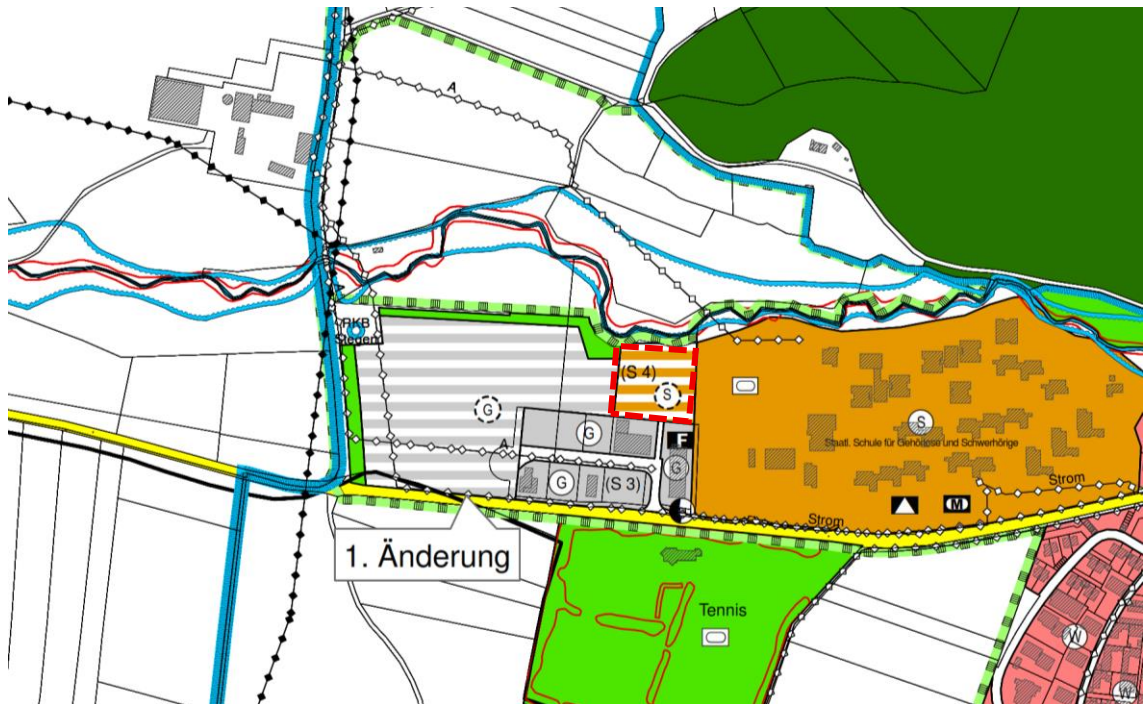 A
A
RKB
Regen
(S 4)
S
G
G
F
S
Staatl. Schule für Gehörlose und Schwerhörige
A
G
G
(S 3)
Strom
M
Strom
1. Änderung
Tennis
W
W